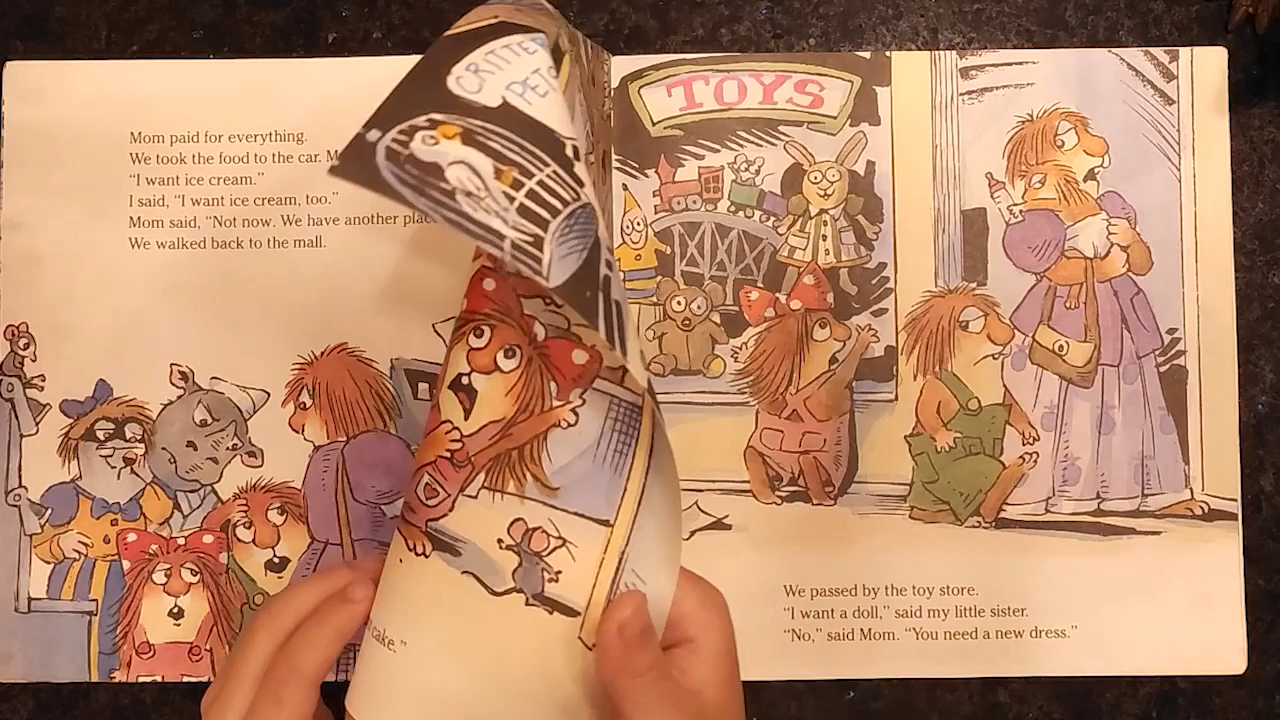 Mom paid for everything.
We took the food to the car.
"I want ice cream."
I said, "I want ice cream, too."
Mom said, "Not now. We have another
We walked back to the mall.
CRITTER
PETS
cake."
TOYS
We passed by the toy store.
"I want a doll," said my little sister.
"No," said Mom. "You need a new dress."